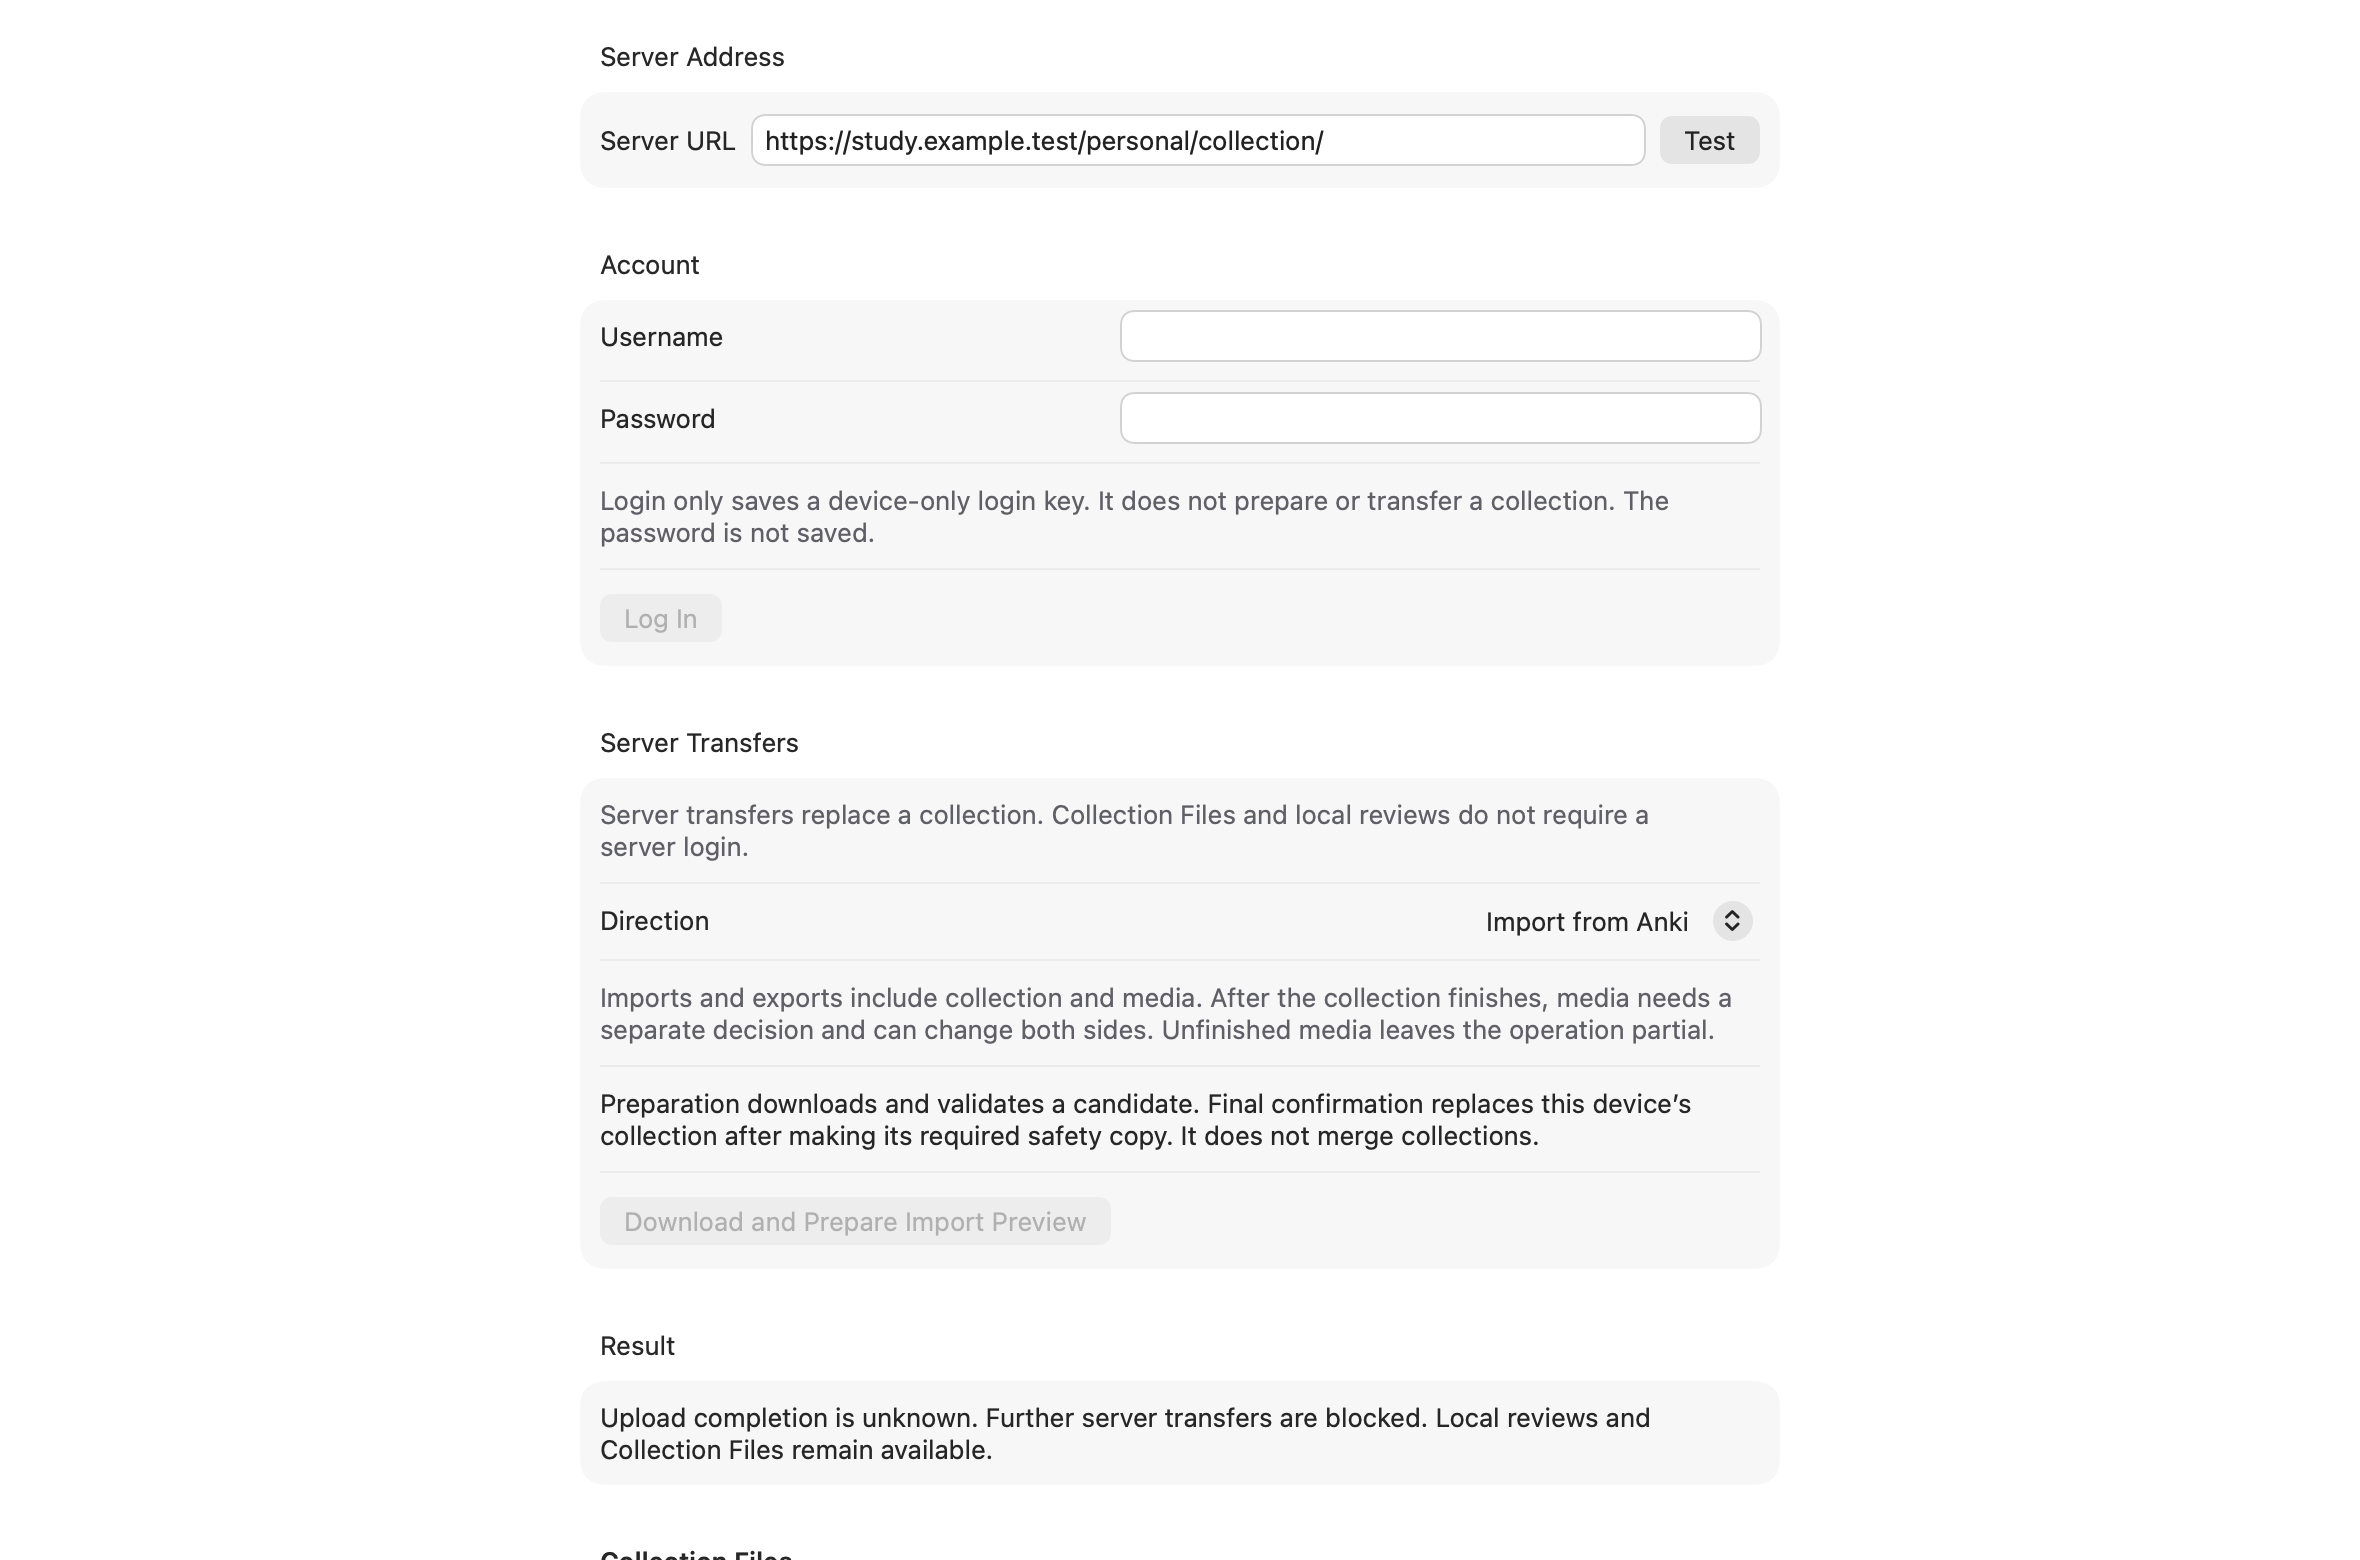 Server Address
Server URL https://study.example.test/personal/collection/ Test
Account
Username
Password
Login only saves a device-only login key. It does not prepare or transfer a collection. The
password is not saved.
Log In
Server Transfers
Server transfers replace a collection. Collection Files and local reviews do not require a
server login.
Direction Import from Anki
Imports and exports include collection and media. After the collection finishes, media needs a
separate decision and can change both sides. Unfinished media leaves the operation partial.
Preparation downloads and validates a candidate. Final confirmation replaces this device’s
collection after making its required safety copy. It does not merge collections.
Download and Prepare Import Preview
Result
Upload completion is unknown. Further server transfers are blocked. Local reviews and
Collection Files remain available.
Collection Files